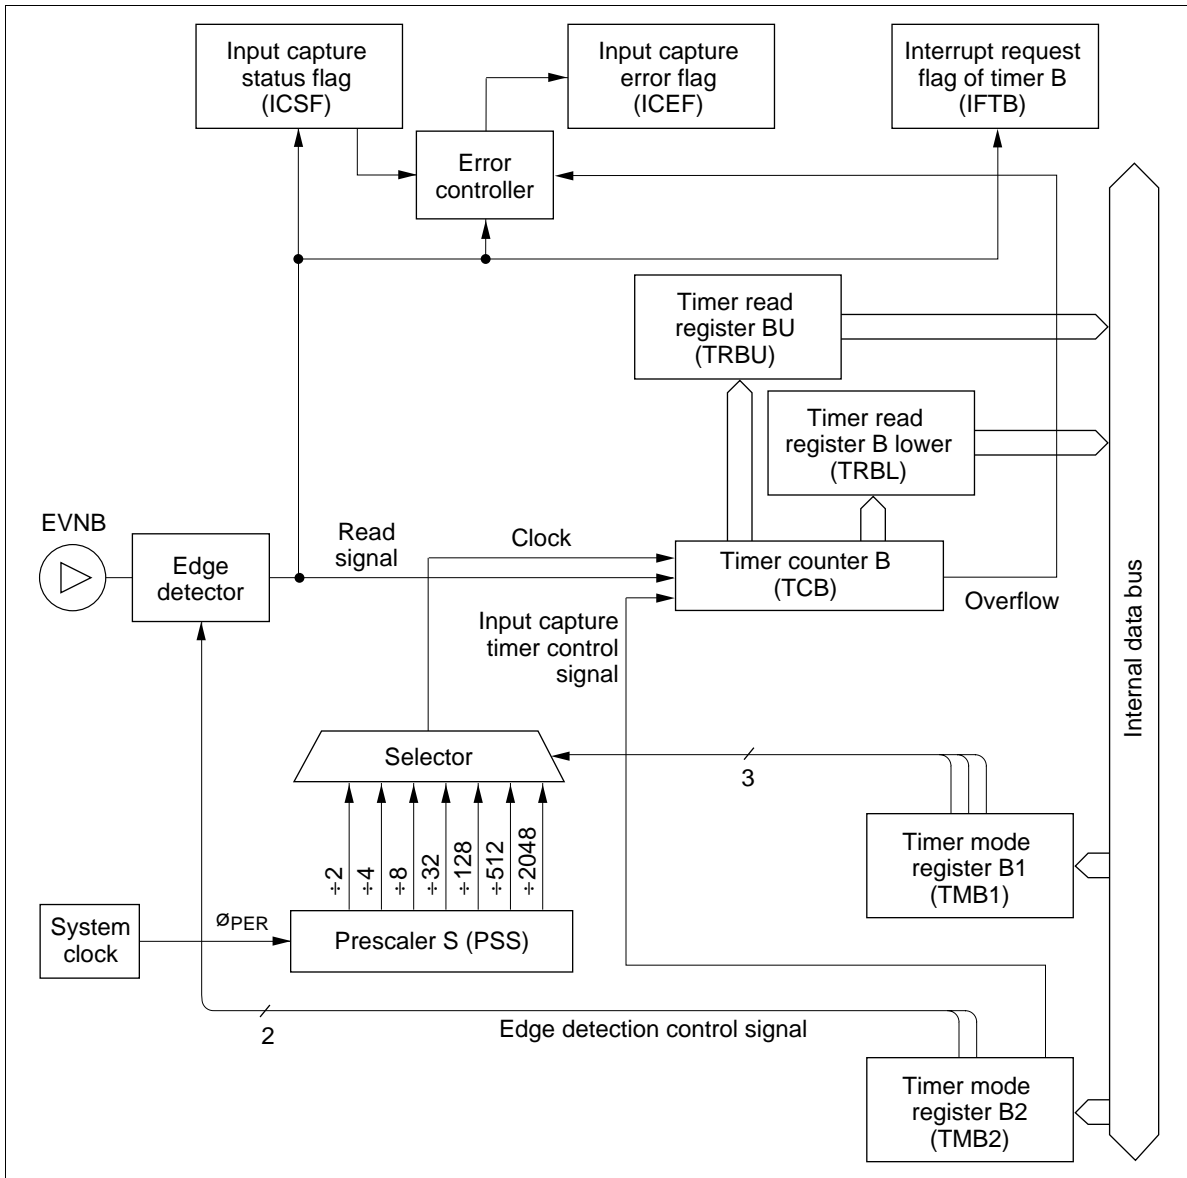 Input capture
status flag
(ICSF)
Input capture
error flag
(ICEF)
Interrupt request
flag of timer B
(IFTB)
Error
controller
Timer read
register BU
(TRBU)
Timer read
register B lower
(TRBL)
EVNB
Edge
detector
Read
signal
Clock
Timer counter B
(TCB)
Overflow
Input capture
timer control
signal
Internal data bus
Selector
3
÷2
÷4
÷8
÷32
÷128
÷512
÷2048
Timer mode
register B1
(TMB1)
System
clock
øPER
Prescaler S (PSS)
2
Edge detection control signal
Timer mode
register B2
(TMB2)